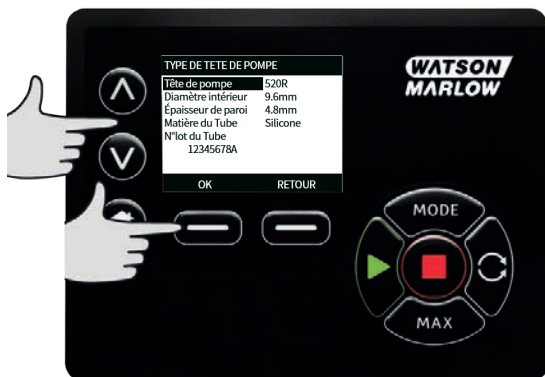 TYPE DE TETE DE POMPE
Tête de pompe 520R
Diamètre intérieur 9.6mm
Épaisseur de paroi 4.8mm
Matière du Tube Silicone
N°lot du Tube
12345678A
OK RETOUR
WATSON
MARLOW
MODE
MAX